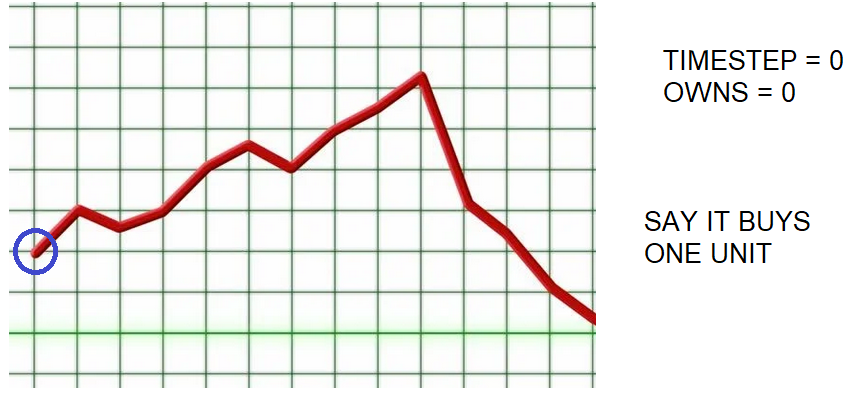 TIMESTEP = 0
OWNS = 0
SAY IT BUYS
ONE UNIT